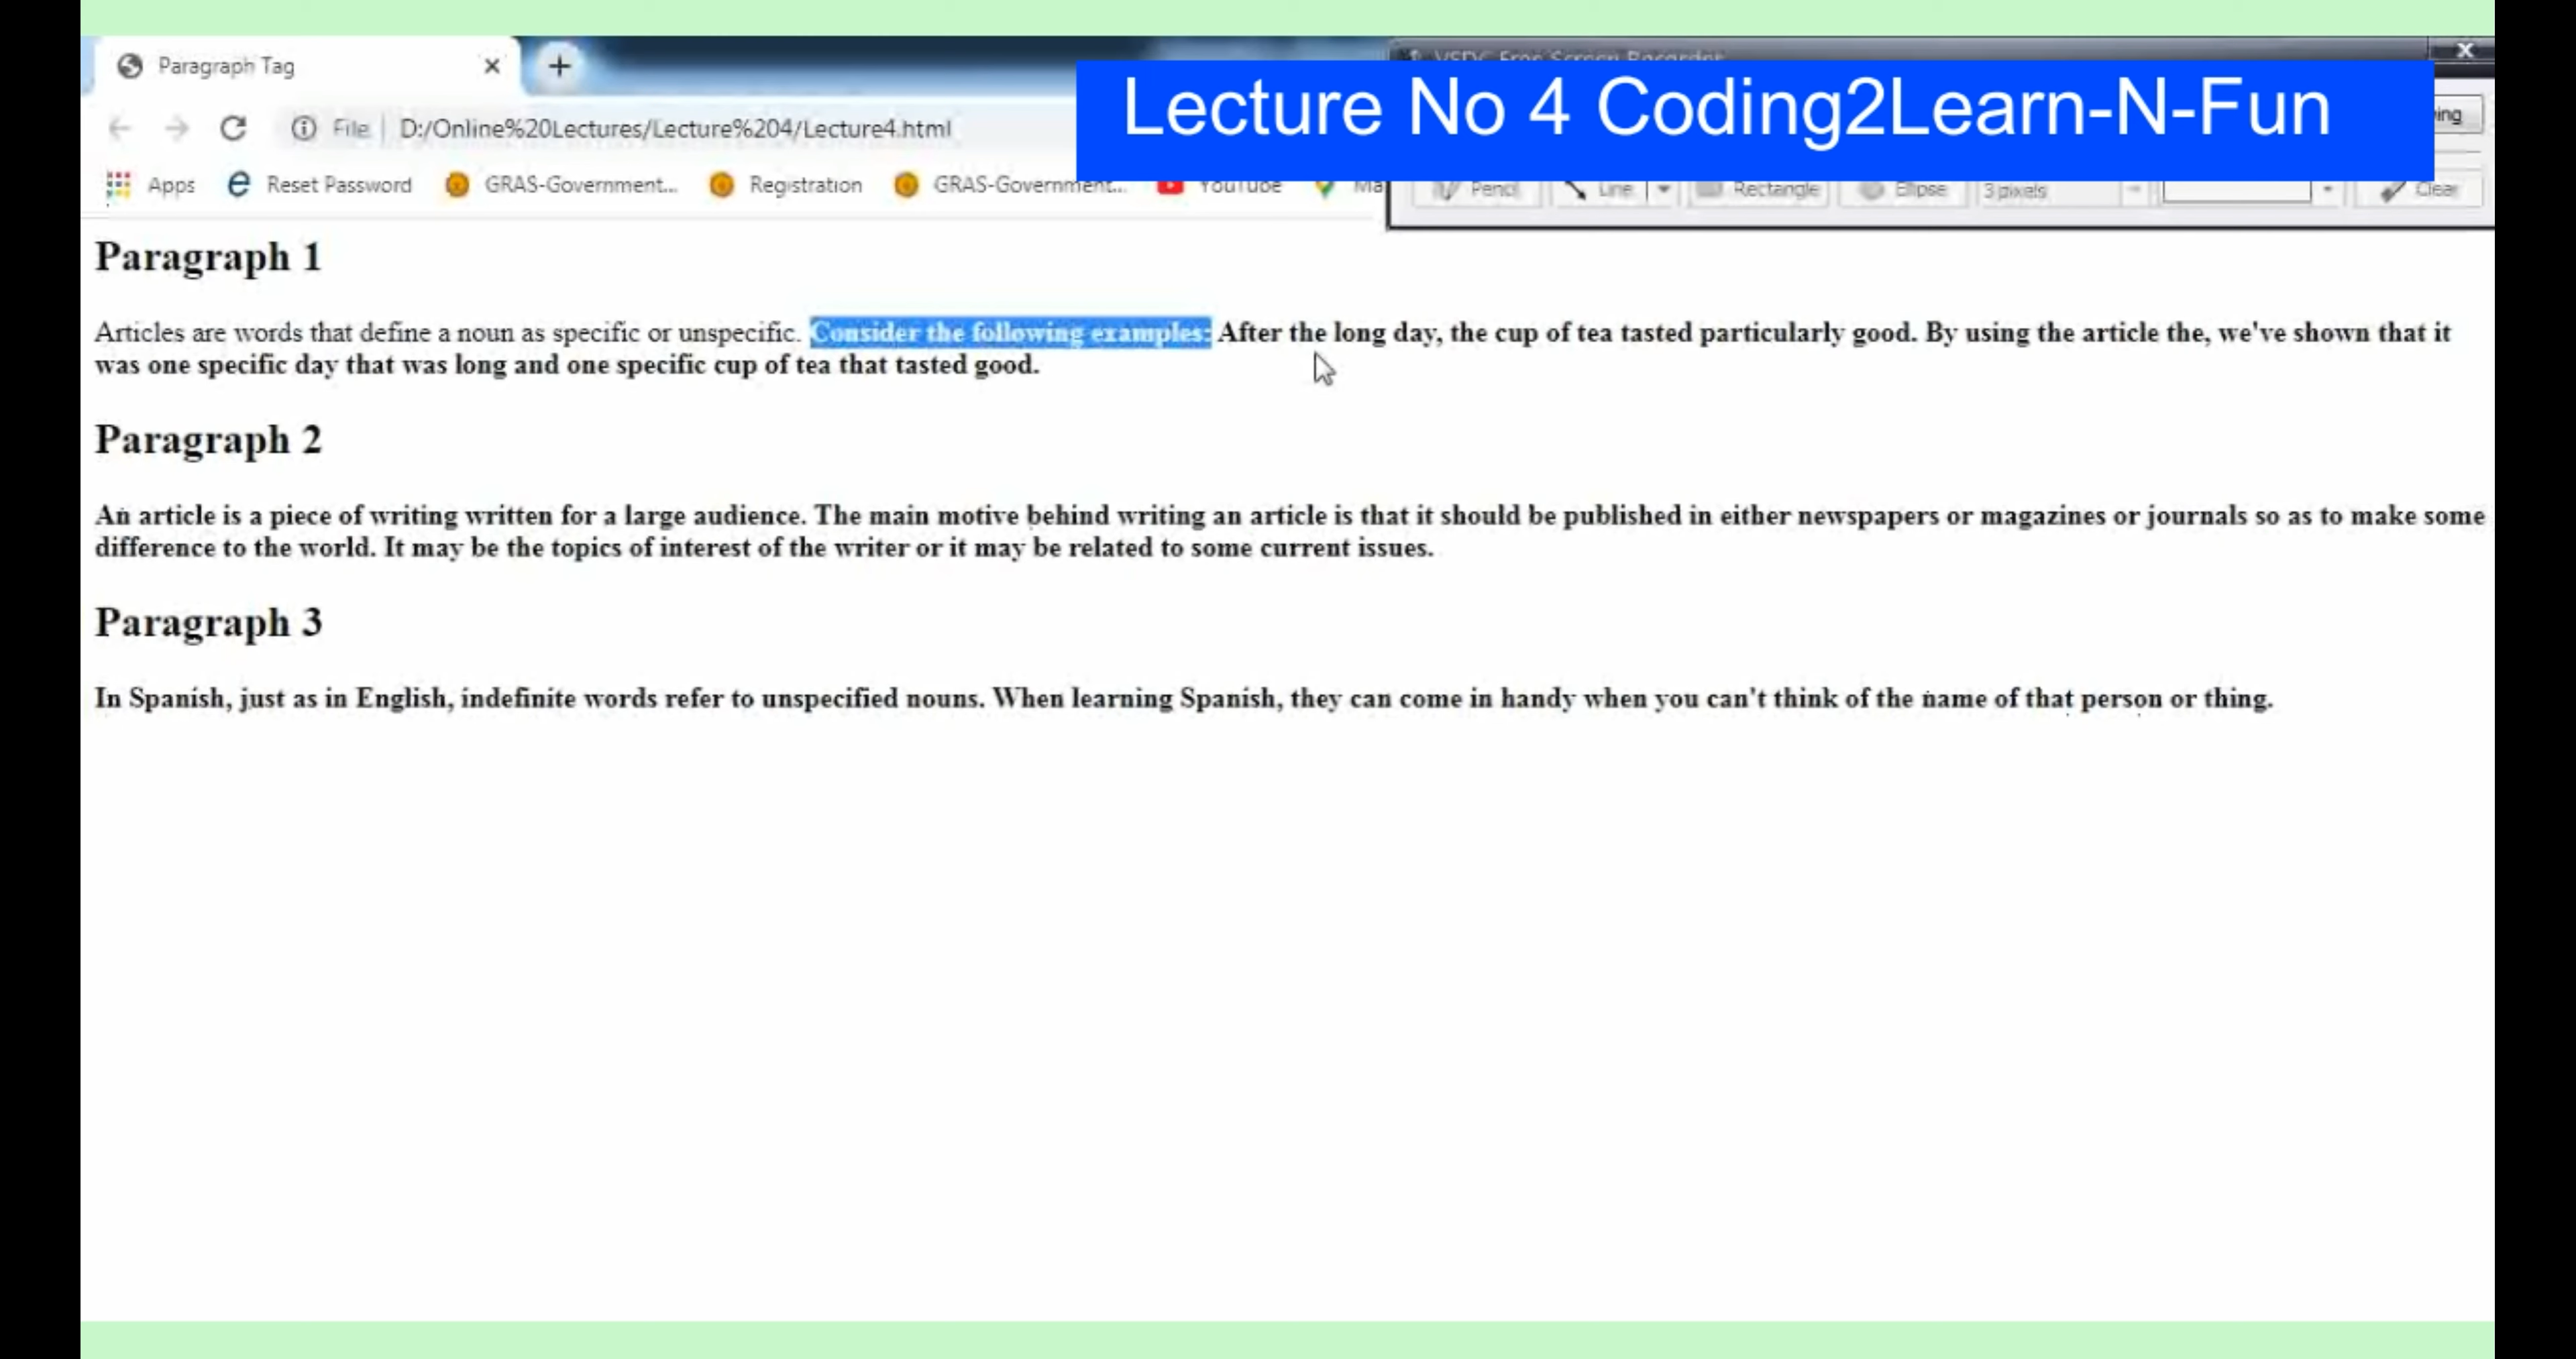 Paragraph Tag
VSDC Free Screen Recorder
Lecture No 4 Coding2Learn-N-Fun
File D:/Online%20Lectures/Lecture%204/Lecture4.html
Apps Reset Password GRAS-Government... Registration GRAS-Government... YouTube Ma
Pencil Line Rectangle Ellipse 3 pixels Clear
Paragraph 1
Articles are words that define a noun as specific or unspecific. Consider the following examples: After the long day, the cup of tea tasted particularly good. By using the article the, we've shown that it
was one specific day that was long and one specific cup of tea that tasted good.
Paragraph 2
An article is a piece of writing written for a large audience. The main motive behind writing an article is that it should be published in either newspapers or magazines or journals so as to make some
difference to the world. It may be the topics of interest of the writer or it may be related to some current issues.
Paragraph 3
In Spanish, just as in English, indefinite words refer to unspecified nouns. When learning Spanish, they can come in handy when you can't think of the name of that person or thing.